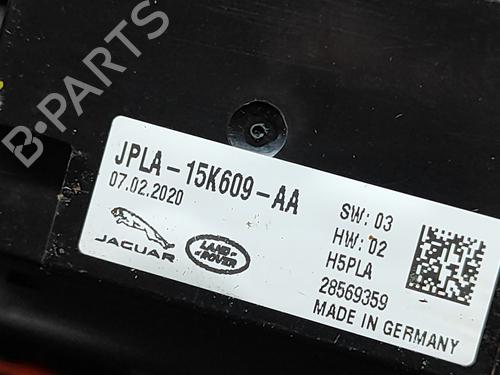 B-PARTS
JPLA-15K609-AA
07.02.2020
JAGUAR
LAND
ROVER
SW: 03
HW: 02
H5PLA
28569359
MADE IN GERMANY